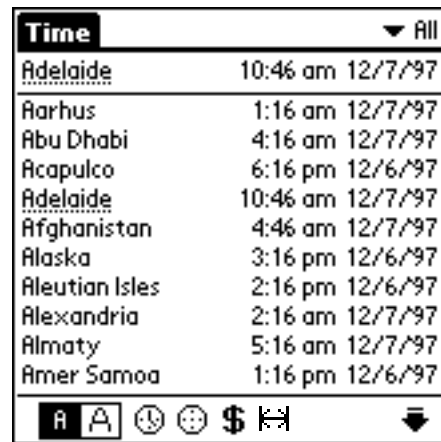 Time All
Adelaide 10:46 am 12/7/97
Aarhus 1:16 am 12/7/97
Abu Dhabi 4:16 am 12/7/97
Acapulco 6:16 pm 12/6/97
Adelaide 10:46 am 12/7/97
Afghanistan 4:46 am 12/7/97
Alaska 3:16 pm 12/6/97
Aleutian Isles 2:16 pm 12/6/97
Alexandria 2:16 am 12/7/97
Almaty 5:16 am 12/7/97
Amer Samoa 1:16 pm 12/6/97
A A $